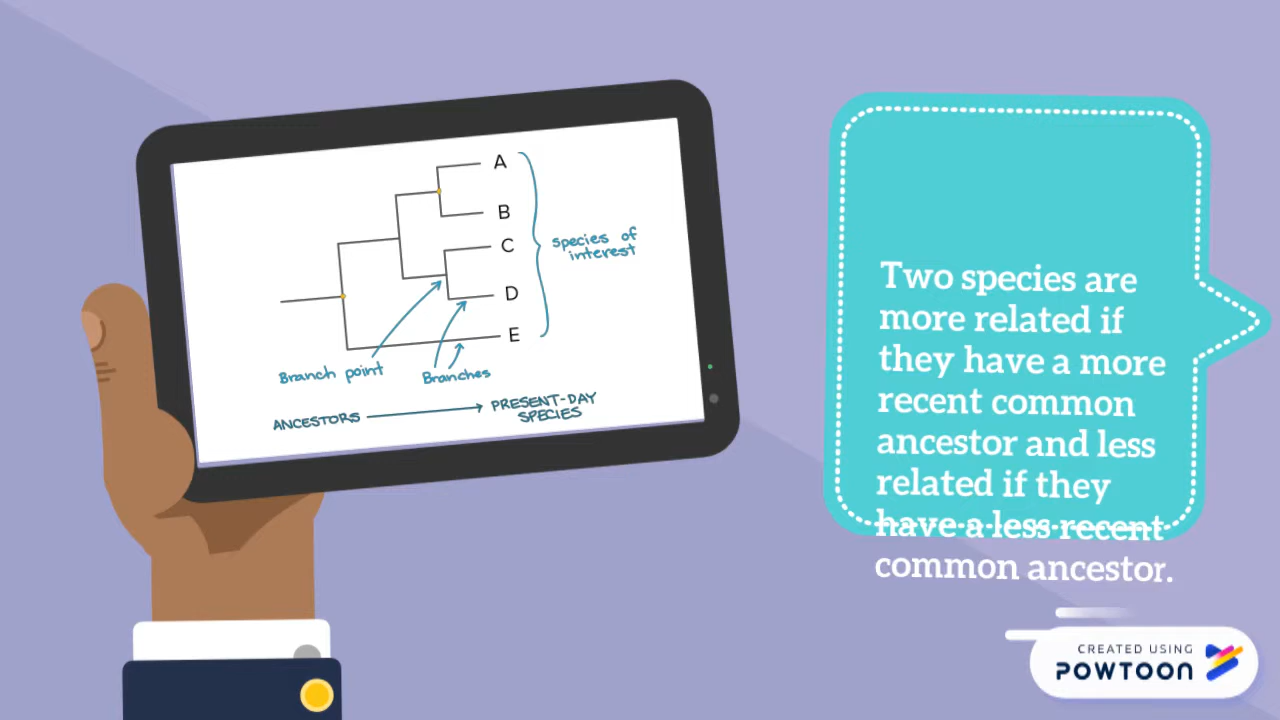 A
B
C
D
E
species of
interest
Branch point
Branches
ANCESTORS
PRESENT-DAY
SPECIES
Two species are
more related if
they have a more
recent common
ancestor and less
related if they
have a less recent
common ancestor.
CREATED USING
POWTOON